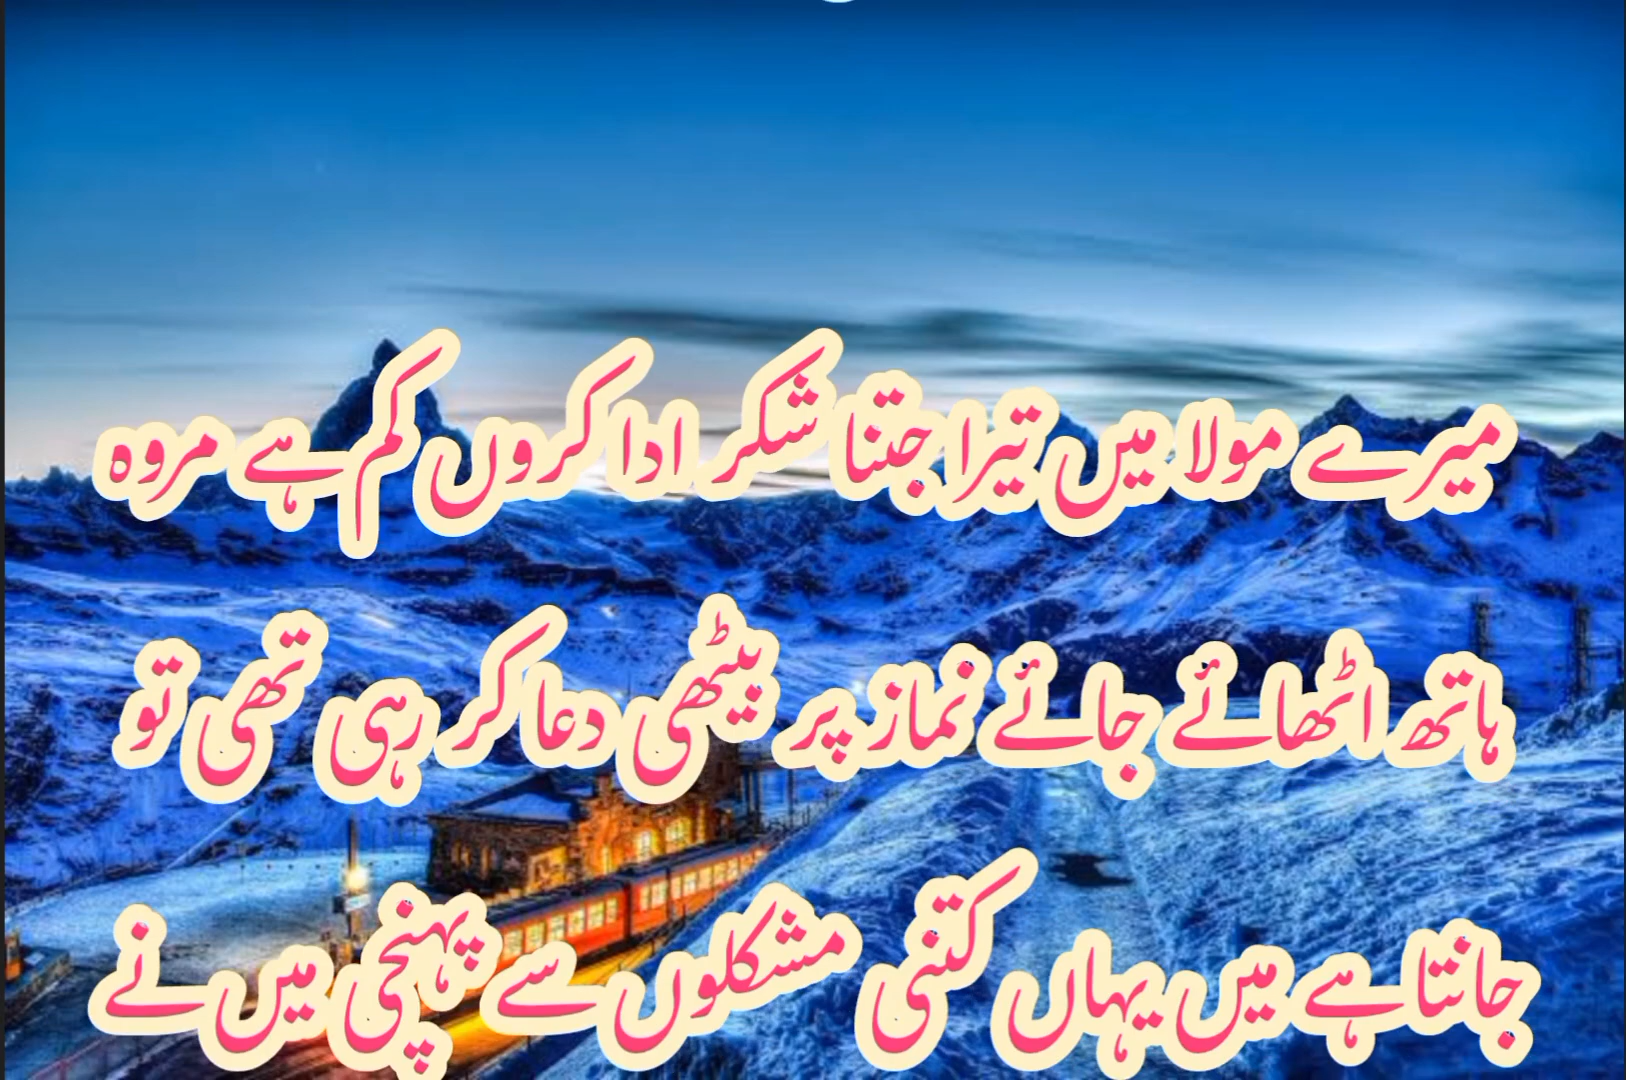 میرے مولا میں تیرا جتنا شکر ادا کروں کم ہے مروہ
ہاتھ اٹھائے جائے نماز پر بیٹھی دعا کر رہی تھی تو
جانتا ہے میں یہاں کتنی مشکلوں سے پہنچی میں نے